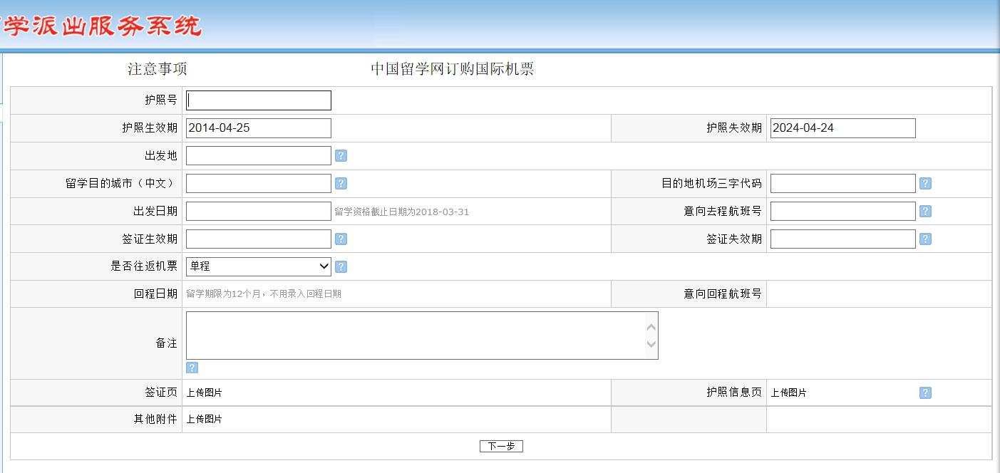 学派出服务系统
注意事项 中国留学网订购国际机票
护照号
护照生效期 2014-04-25 护照失效期 2024-04-24
出发地 ?
留学目的城市（中文） ? 目的地机场三字代码 ?
出发日期 留学资格截止日期为2018-03-31 意向去程航班号 ?
签证生效期 ? 签证失效期 ?
是否往返机票 单程 ?
回程日期 留学期限为12个月，不用录入回程日期 意向回程航班号
备注
?
签证页 上传图片 护照信息页 上传图片 ?
其他附件 上传图片
下一步